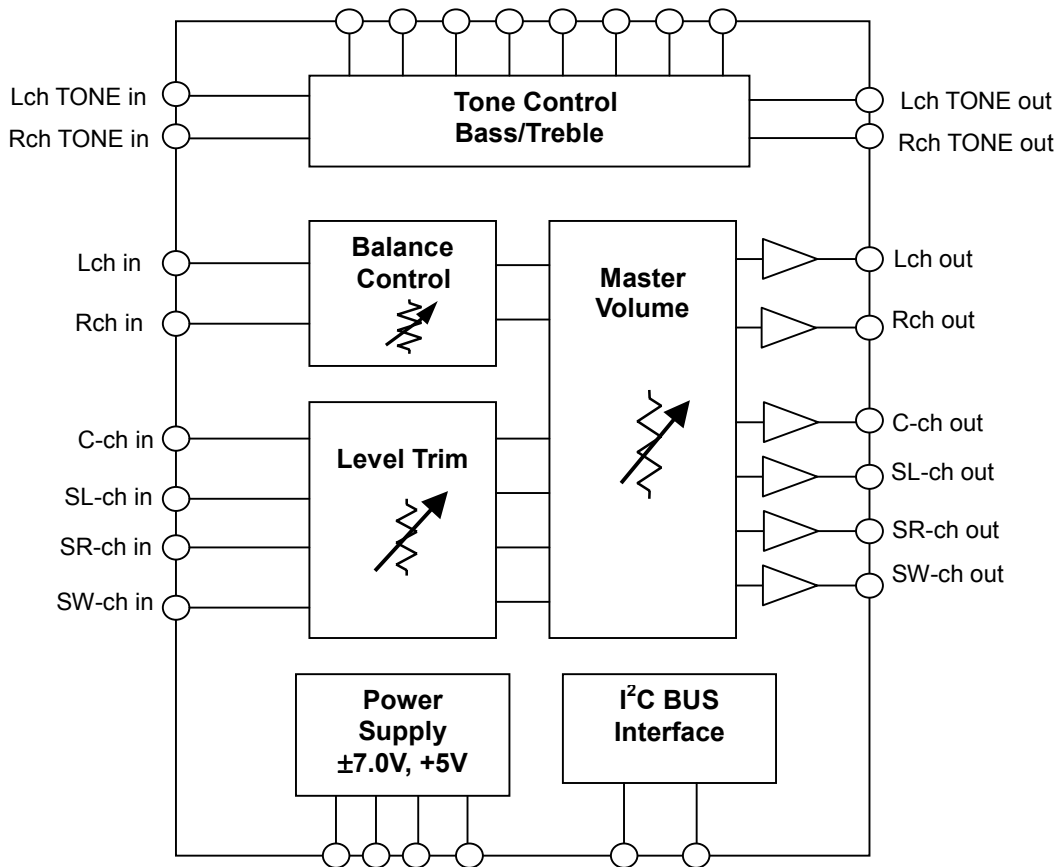 Lch TONE in
Rch TONE in
Tone Control
Bass/Treble
Lch TONE out
Rch TONE out
Lch in
Rch in
Balance
Control
Master
Volume
Lch out
Rch out
C-ch in
SL-ch in
SR-ch in
SW-ch in
Level Trim
C-ch out
SL-ch out
SR-ch out
SW-ch out
Power
Supply
±7.0V, +5V
I²C BUS
Interface